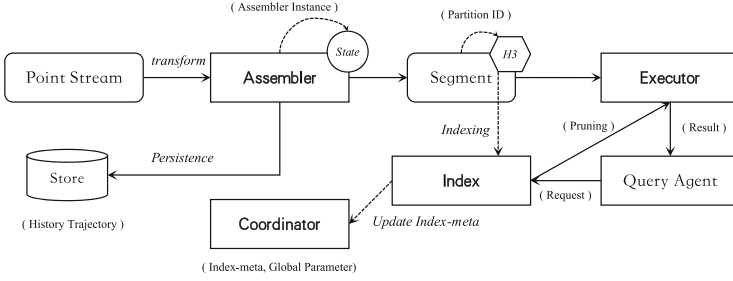 ( Assembler Instance )
( Partition ID )
State
H3
transform
Point Stream
Assembler
Segment
Executor
Indexing
( Pruning )
( Result )
Persistence
Store
Index
Query Agent
( Request )
( History Trajectory )
Coordinator
Update Index-meta
( Index-meta, Global Parameter)